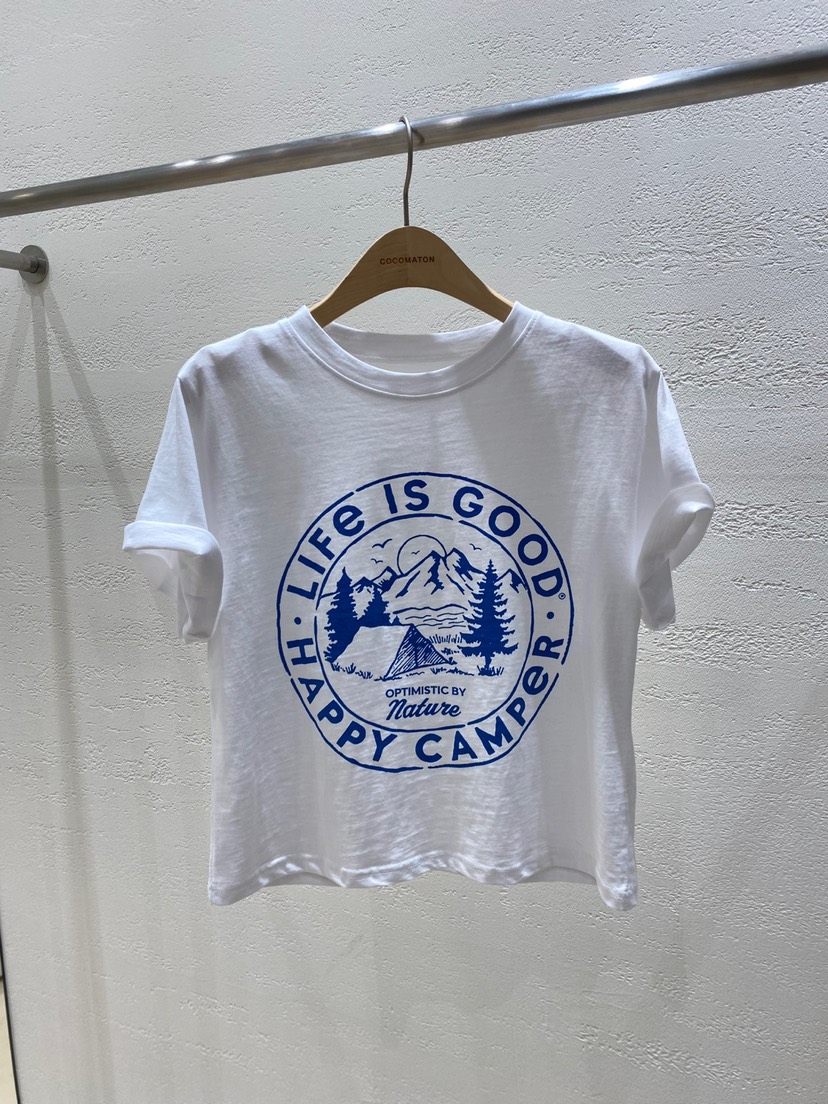 COCOMATON
LIFe IS GOOD®
OPTIMISTIC BY
Nature
HAPPY CAMPeR